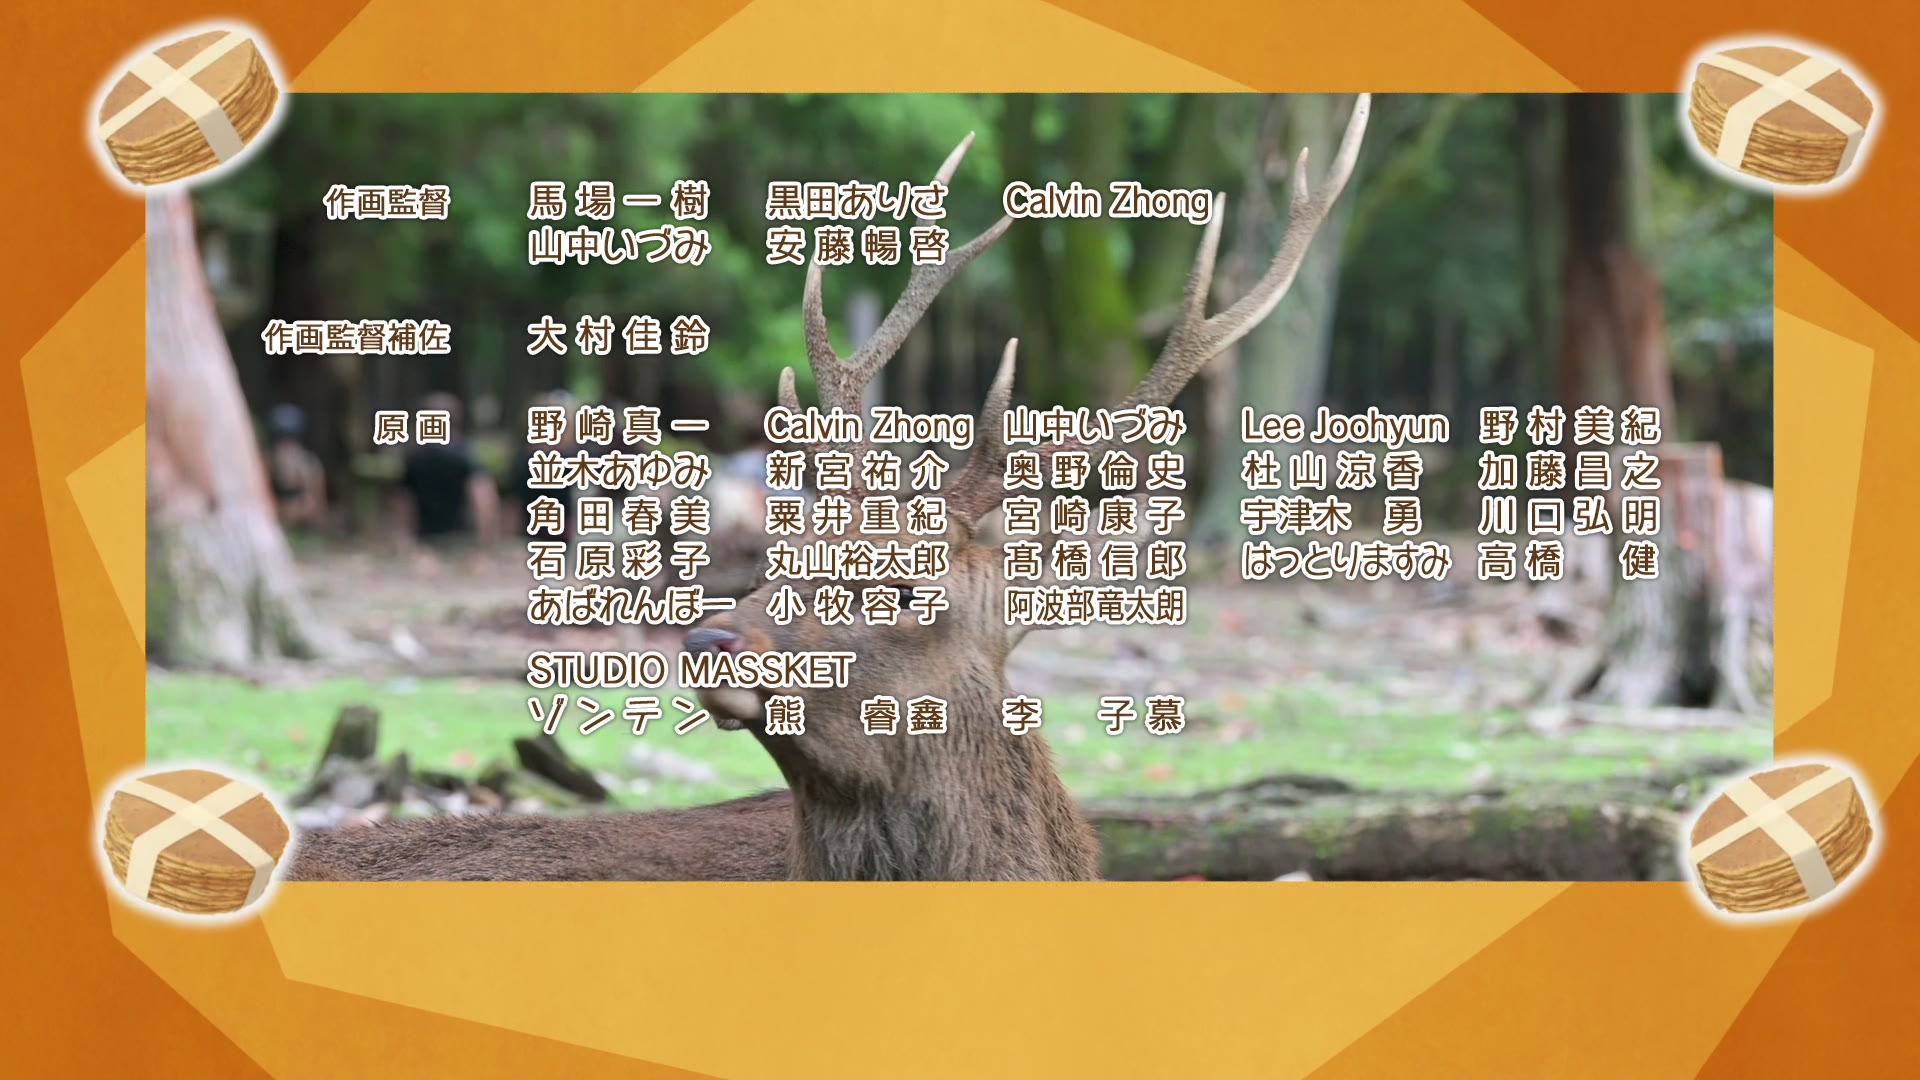 作画監督 馬場一樹 黒田ありさ Calvin Zhong
山中いづみ 安藤暢啓
作画監督補佐 大村佳鈴
原画 野崎真一 Calvin Zhong 山中いづみ Lee Joohyun 野村美紀
並木あゆみ 新宮祐介 奥野倫史 杜山涼香 加藤昌之
角田春美 粟井重紀 宮崎康子 宇津木 勇 川口弘明
石原彩子 丸山裕太郎 髙橋信郎 はっとりますみ 高橋 健
あばれんぼー 小牧容子 阿波部竜太朗
STUDIO MASSKET
ゾンテン 熊 睿鑫 李 子慕